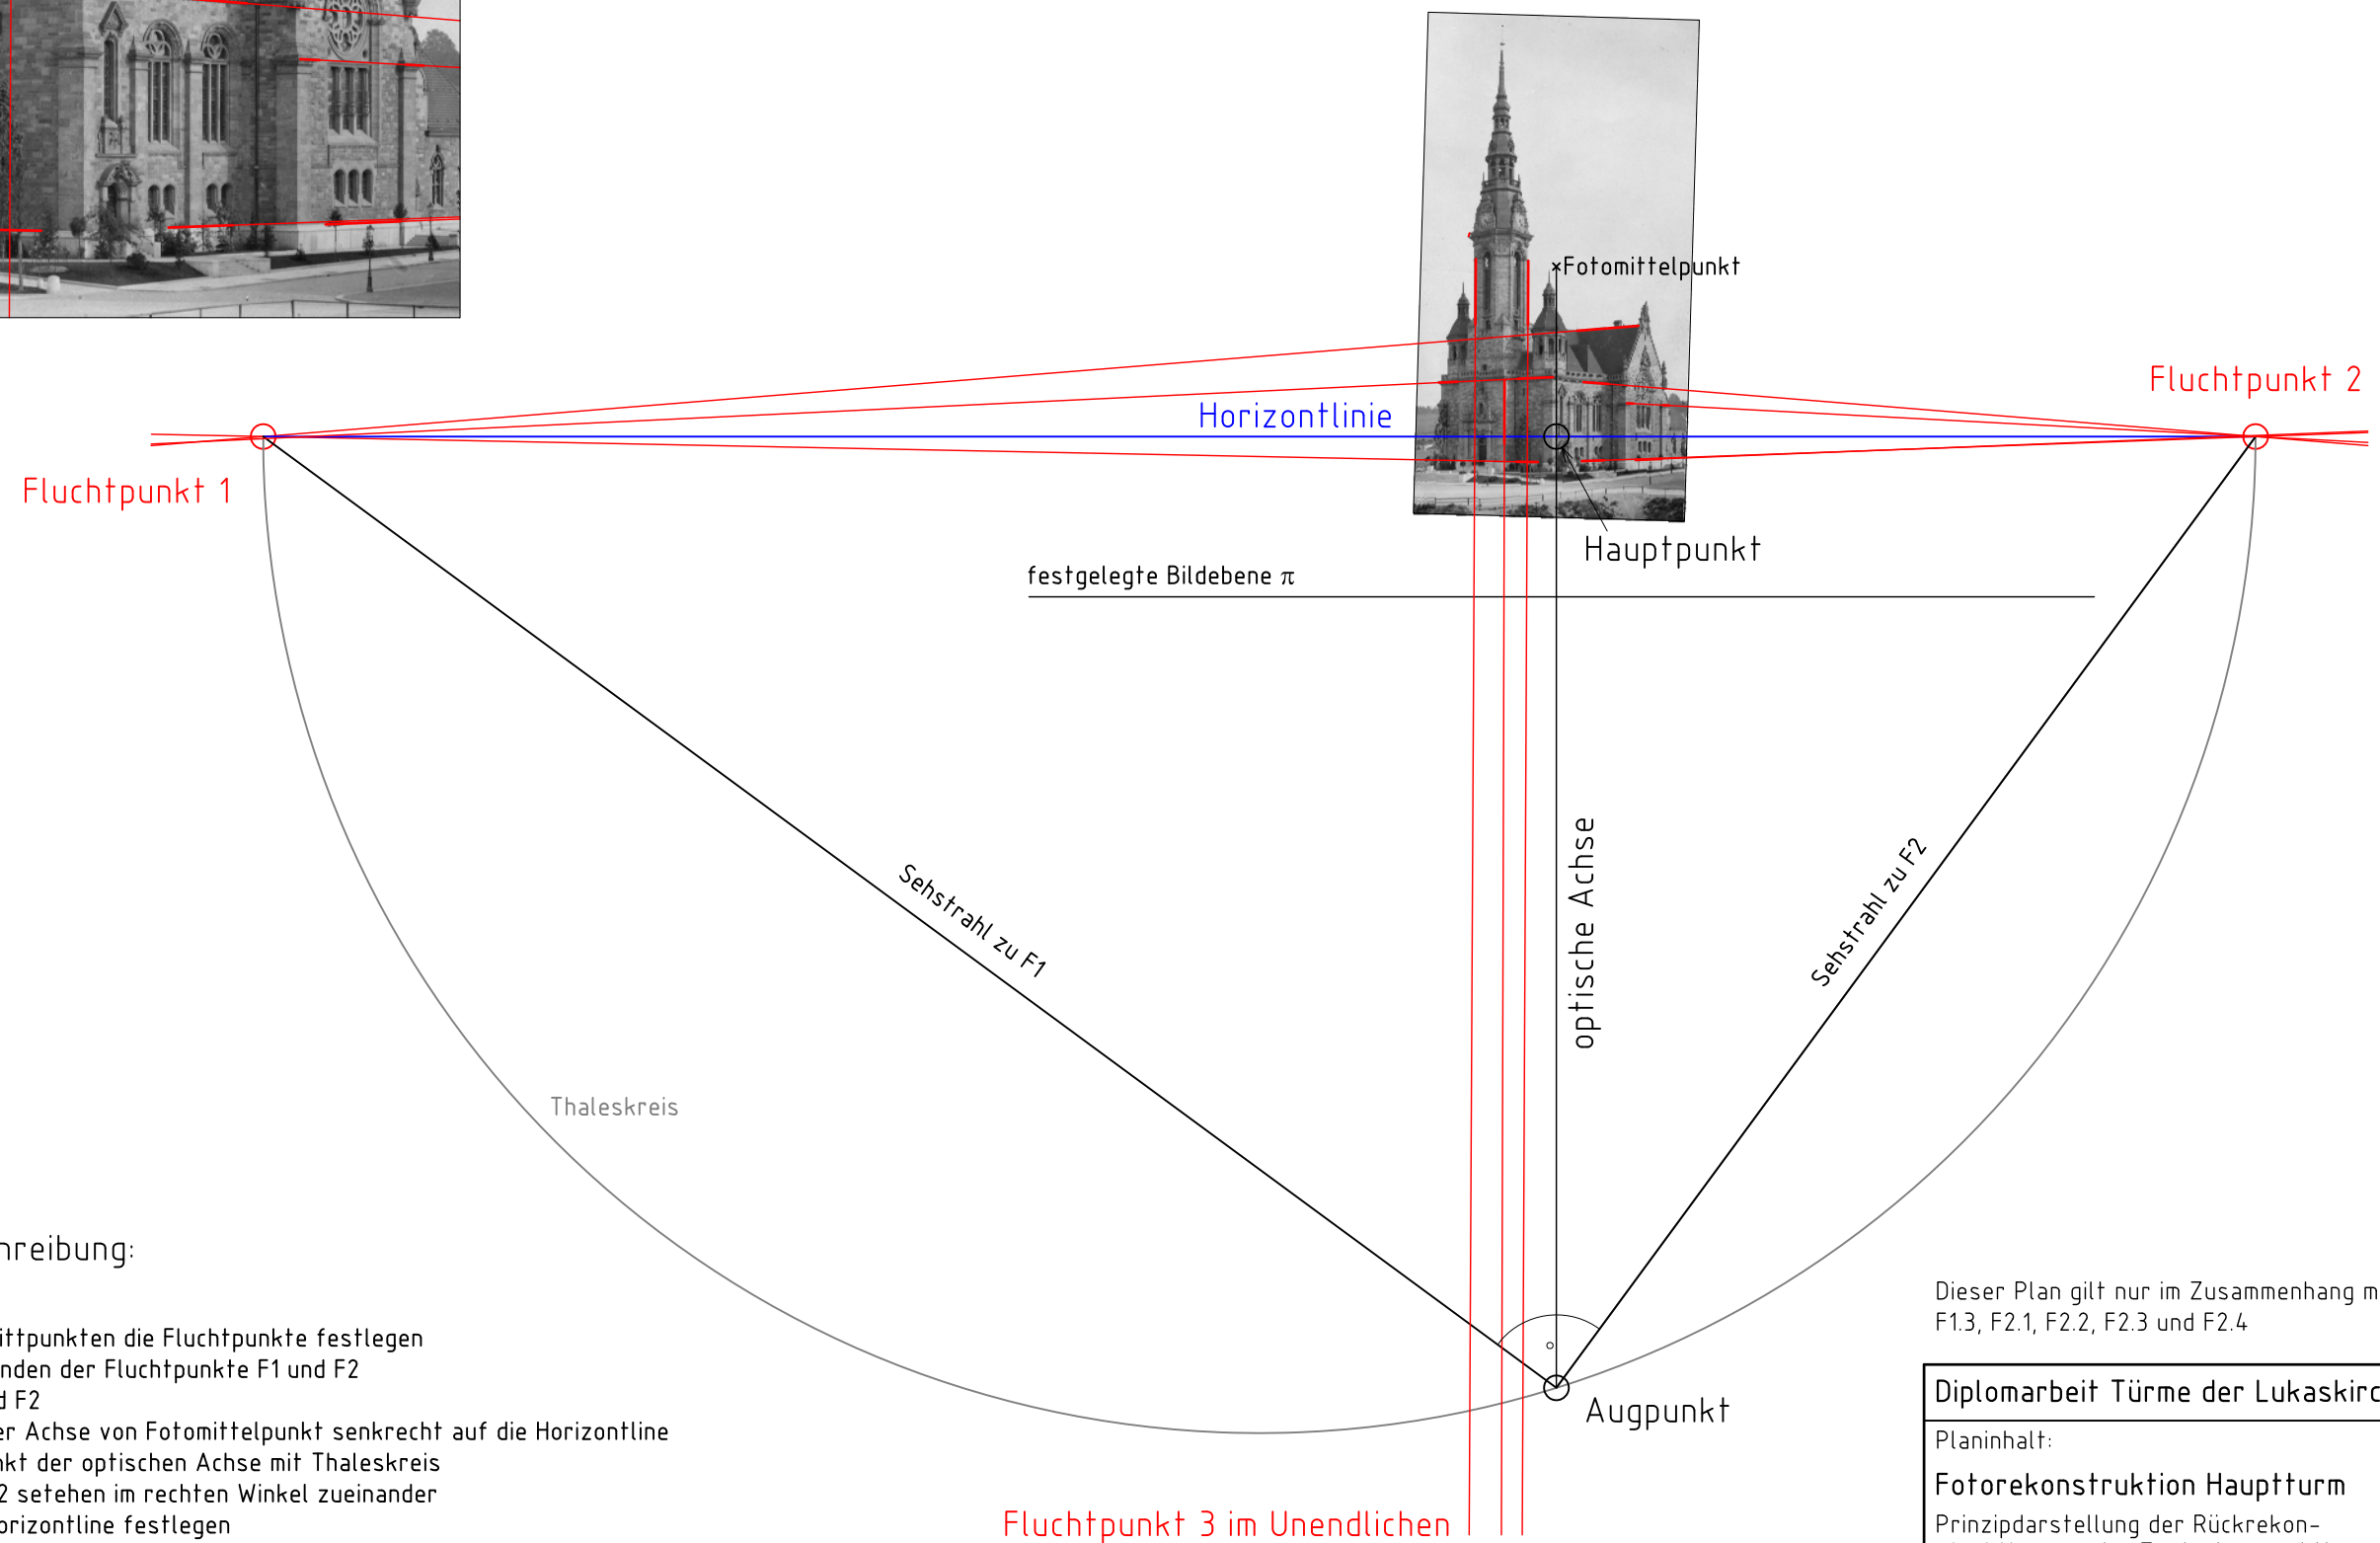 ×Fotomittelpunkt
Fluchtpunkt 2
Horizontlinie
Fluchtpunkt 1
Hauptpunkt
festgelegte Bildebene π
optische Achse
Sehstrahl zu F1
Sehstrahl zu F2
Thaleskreis
Augpunkt
Fluchtpunkt 3 im Unendlichen
hreibung:
ittpunkten die Fluchtpunkte festlegen
nden der Fluchtpunkte F1 und F2
d F2
er Achse von Fotomittelpunkt senkrecht auf die Horizontline
nkt der optischen Achse mit Thaleskreis
2 setehen im rechten Winkel zueinander
orizontline festlegen
Dieser Plan gilt nur im Zusammenhang m
F1.3, F2.1, F2.2, F2.3 und F2.4
Diplomarbeit Türme der Lukaskirc
Planinhalt:
Fotorekonstruktion Hauptturm
Prinzipdarstellung der Rückrekon-